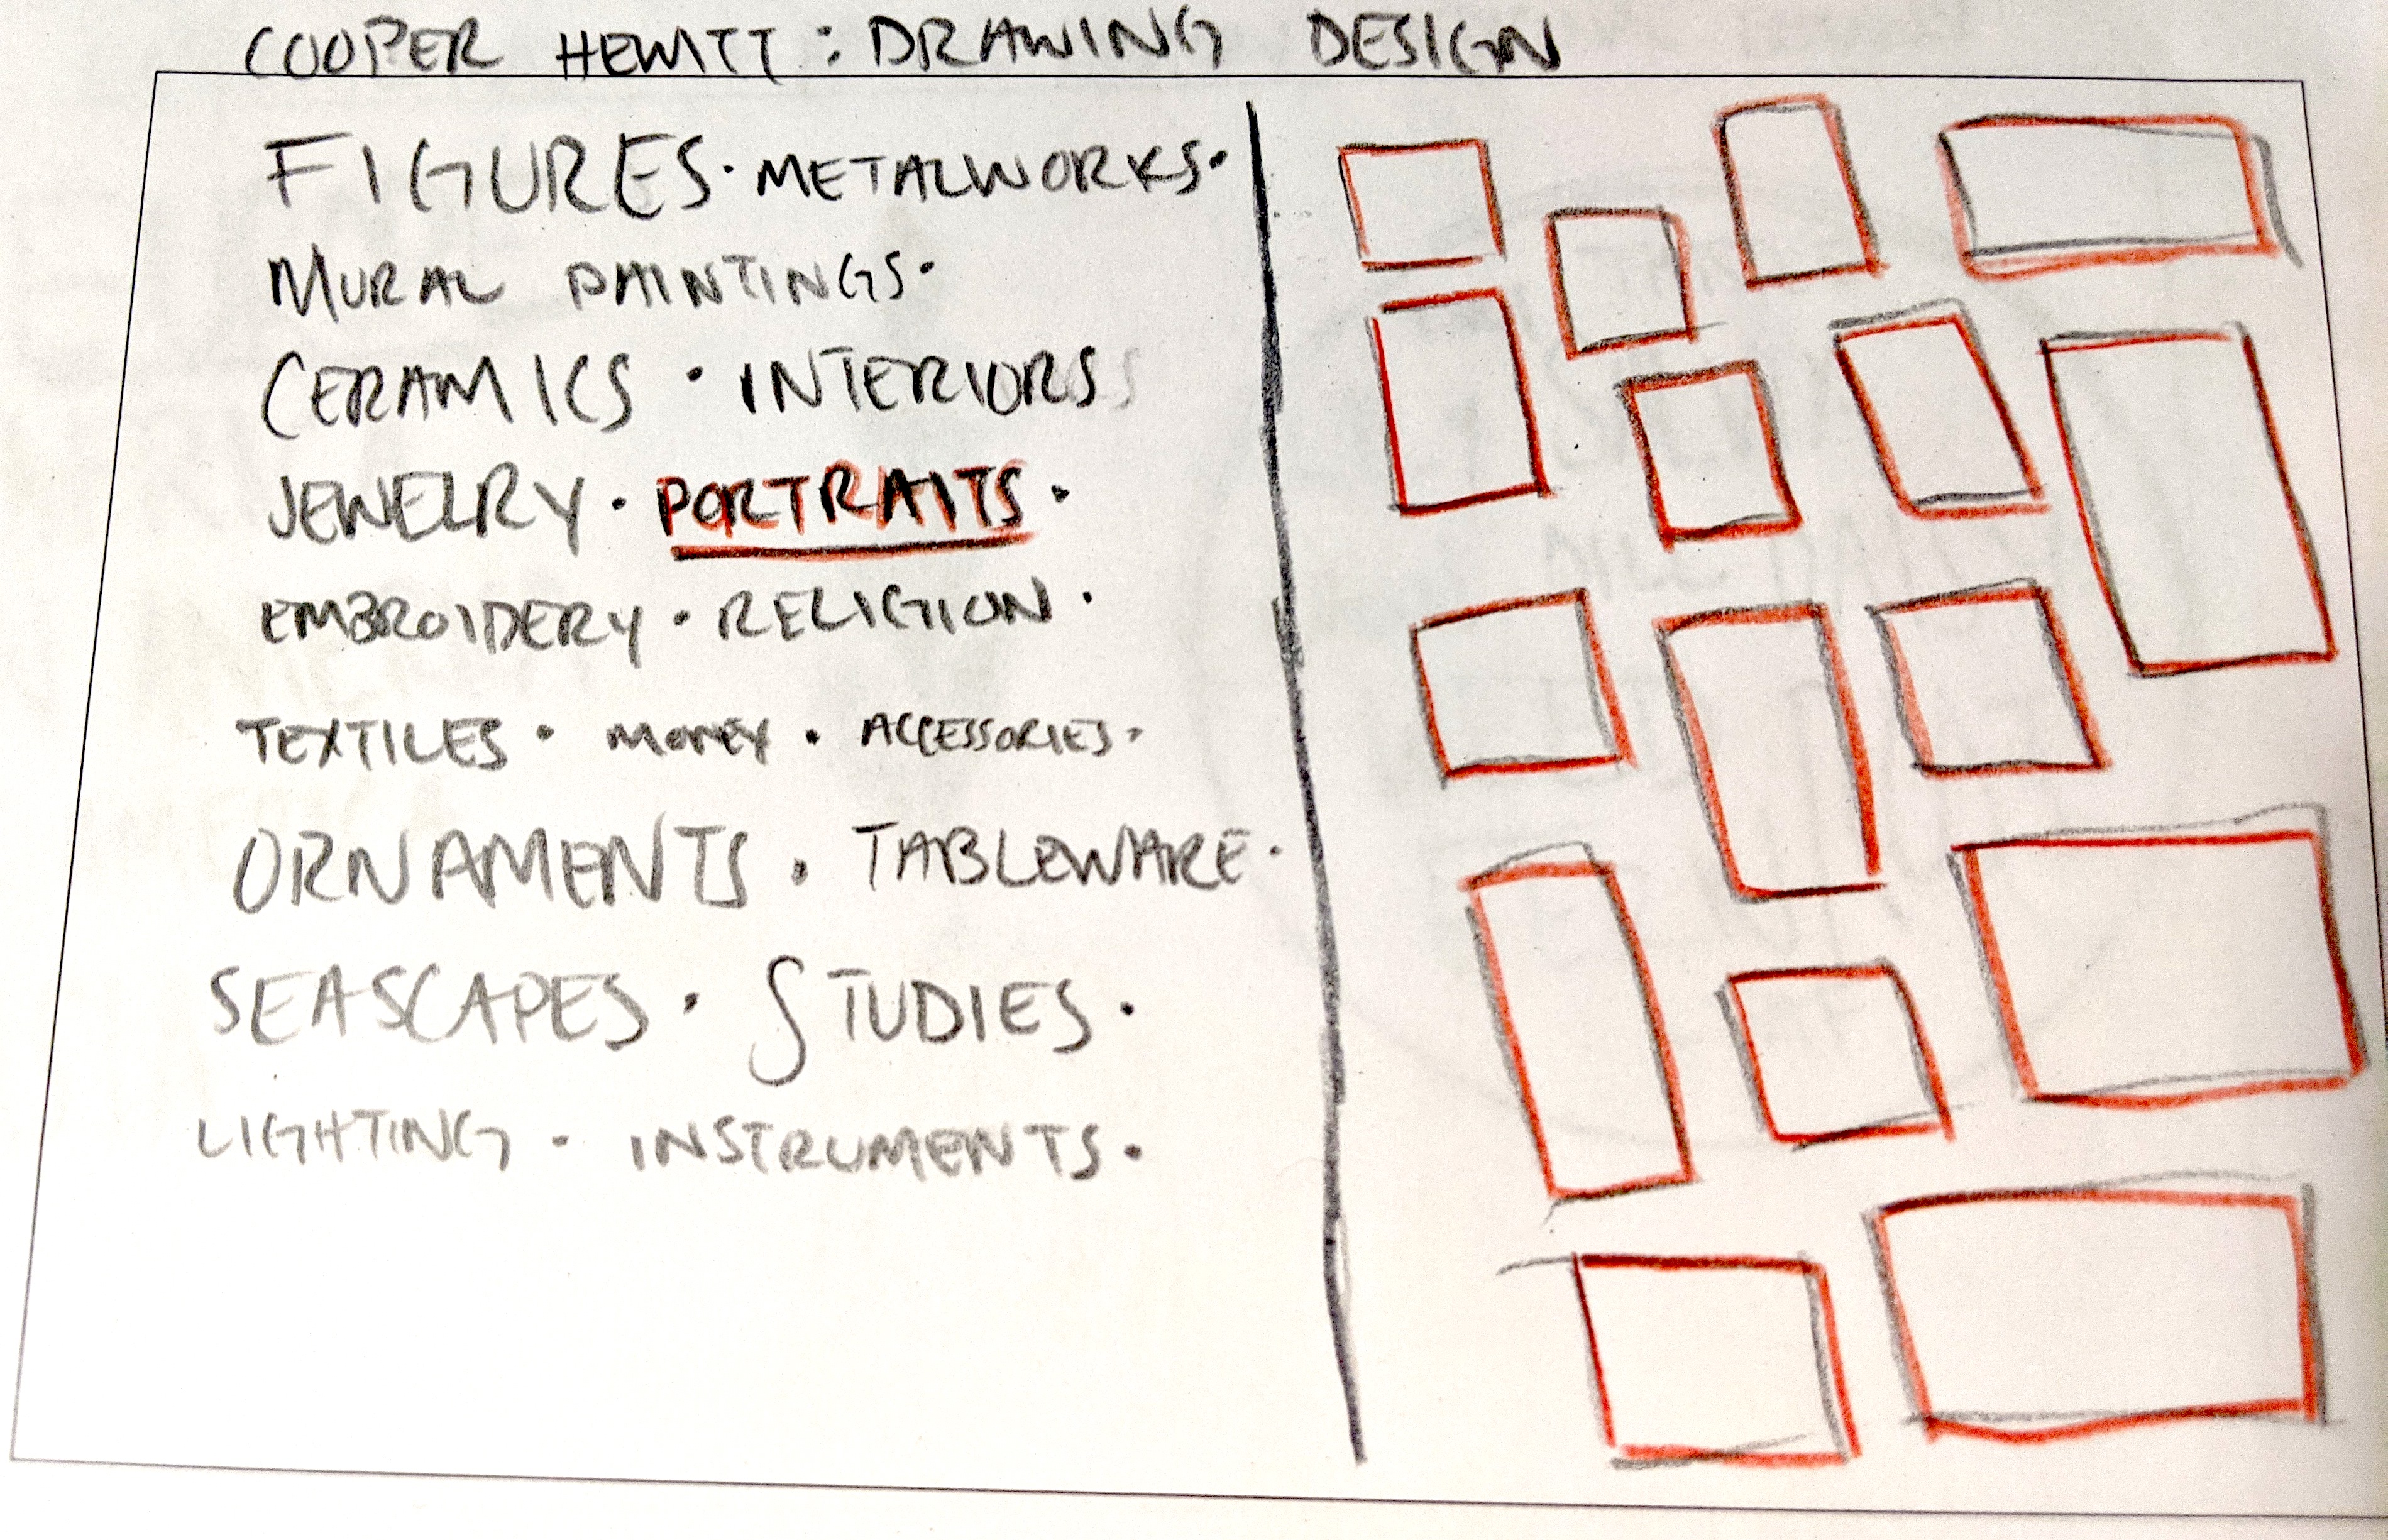 COOPER HEWITT: DRAWING DESIGN
FIGURES · METALWORKS ·
MURAL PAINTINGS ·
CERAMICS · INTERIORS
JEWELRY · PORTRAITS ·
EMBROIDERY · RELIGION ·
TEXTILES · MONEY · ACCESSORIES ·
ORNAMENTS · TABLEWARE ·
SEASCAPES · STUDIES ·
LIGHTING · INSTRUMENTS ·